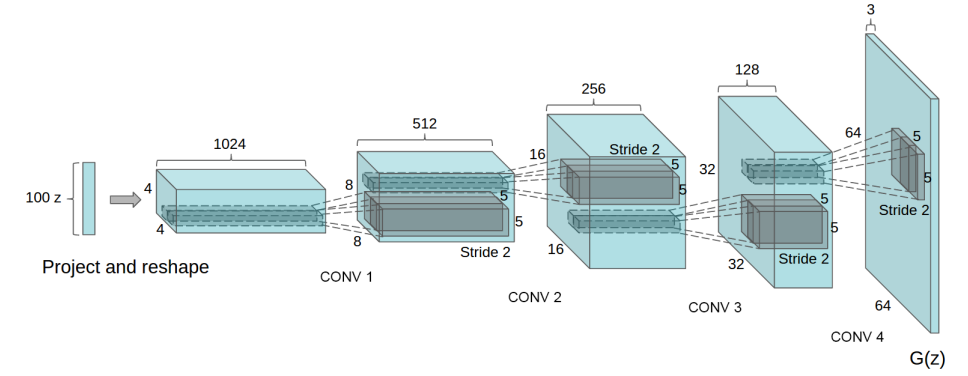 100 z
Project and reshape
1024
4
4
512
8
8
5
5
Stride 2
CONV 1
256
16
16
Stride 2
5
5
CONV 2
128
32
32
5
5
Stride 2
CONV 3
3
64
64
5
5
Stride 2
CONV 4
G(z)